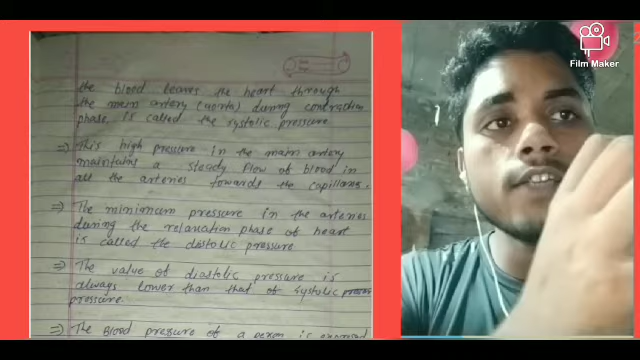 the blood leaves the heart through
the main artery (aorta) during contraction
phase is called the systolic pressure
⇒ This high pressure in the main artery
maintains a steady flow of blood in
all the arteries towards the capillaries.
⇒ The minimum pressure in the arteries
during the relaxation phase of heart
is called the diastolic pressure
⇒ The value of diastolic pressure is
always lower than that of systolic
pressure.
⇒ The Blood pressure of a person is
Film Maker